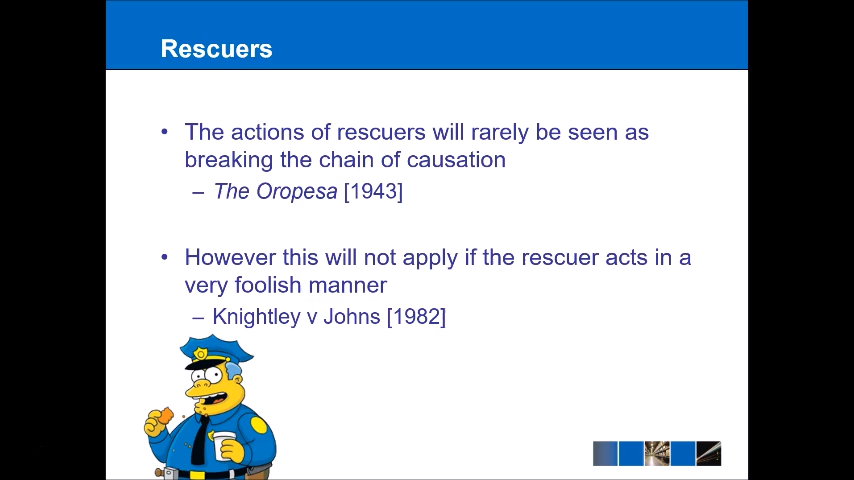 Rescuers
• The actions of rescuers will rarely be seen as
breaking the chain of causation
– The Oropesa [1943]
• However this will not apply if the rescuer acts in a
very foolish manner
– Knightley v Johns [1982]